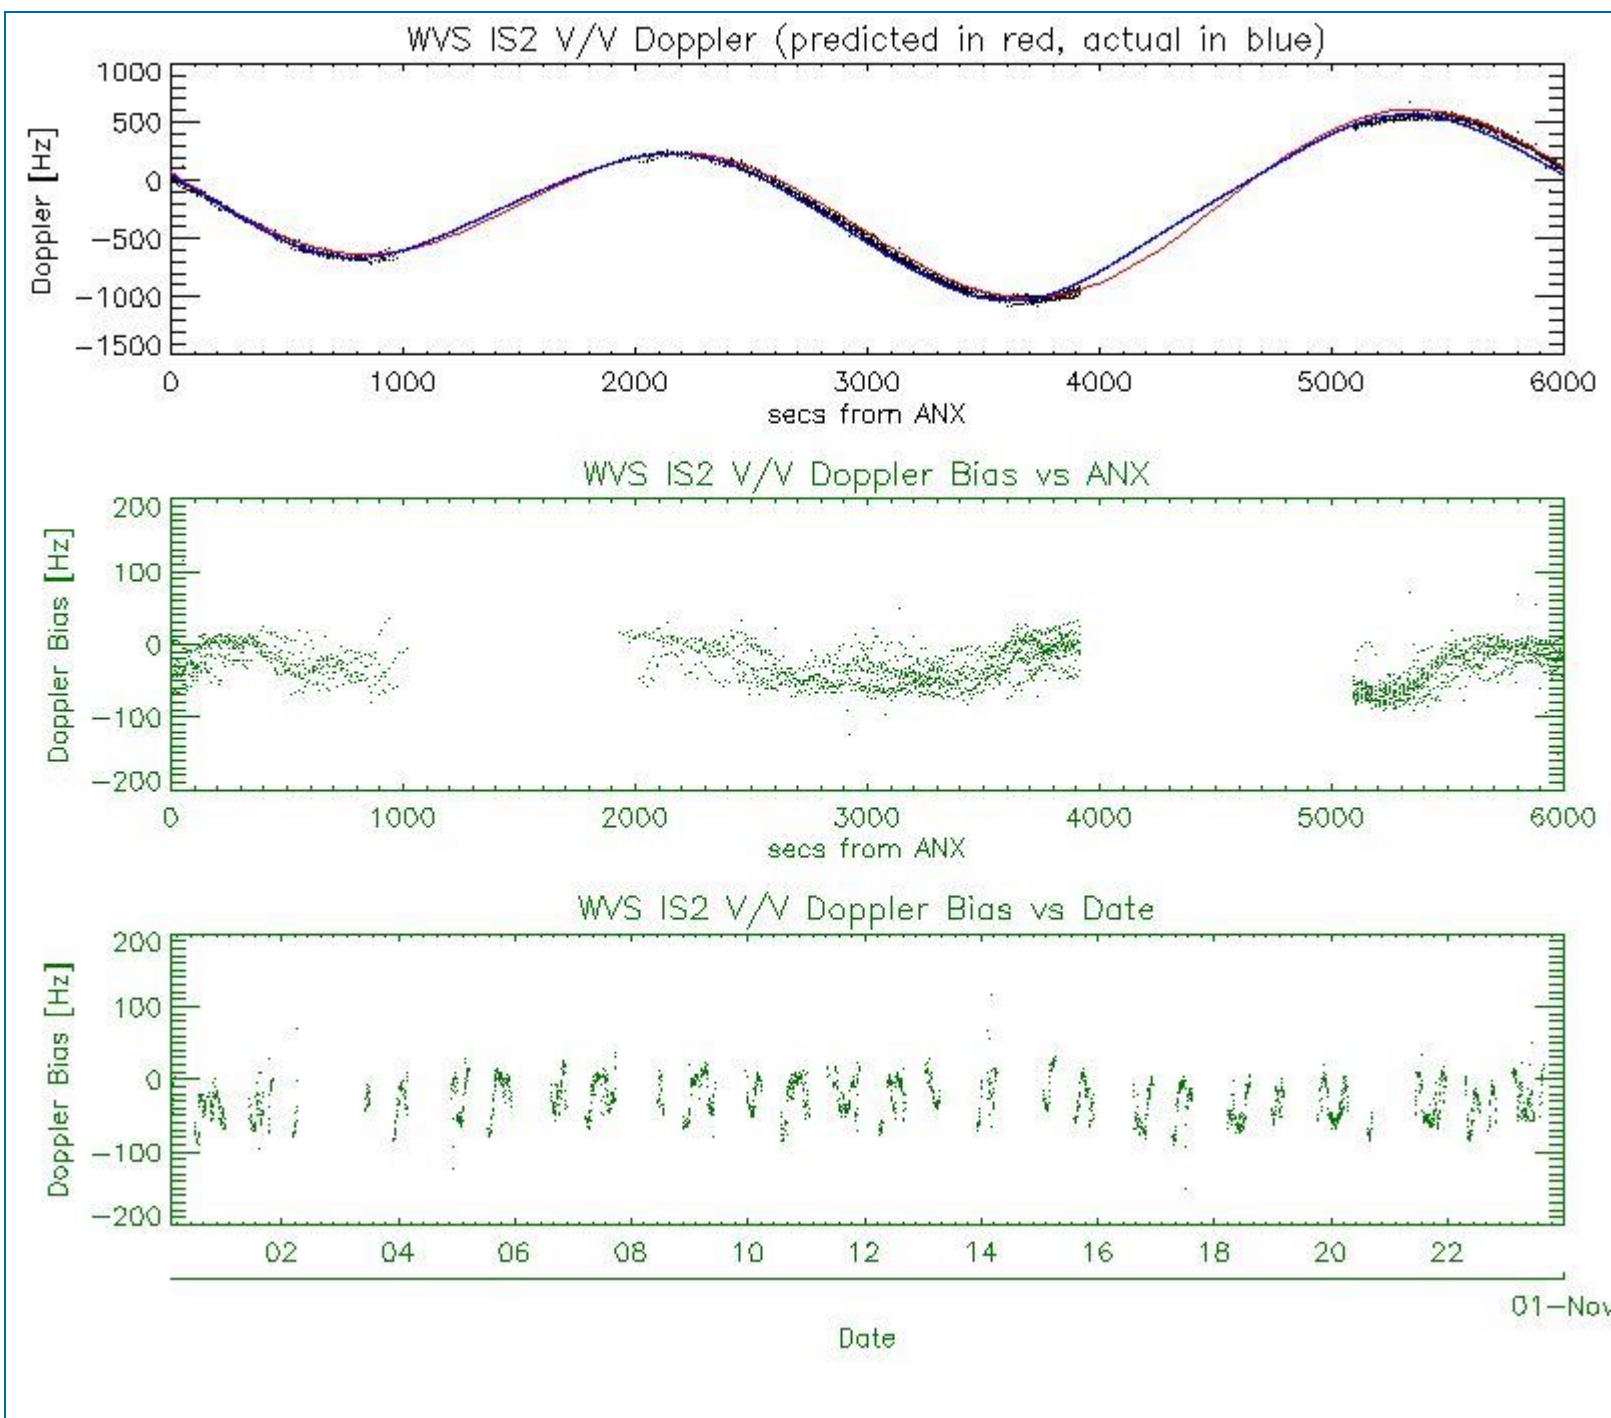 WVS IS2 V/V Doppler (predicted in red, actual in blue)
1000
500
0
-500
-1000
-1500
Doppler [Hz]
0 1000 2000 3000 4000 5000 6000
secs from ANX
WVS IS2 V/V Doppler Bias vs ANX
200
100
0
-100
-200
Doppler Bias [Hz]
0 1000 2000 3000 4000 5000 6000
secs from ANX
WVS IS2 V/V Doppler Bias vs Date
200
100
0
-100
-200
Doppler Bias [Hz]
02 04 06 08 10 12 14 16 18 20 22
01-Nov
Date